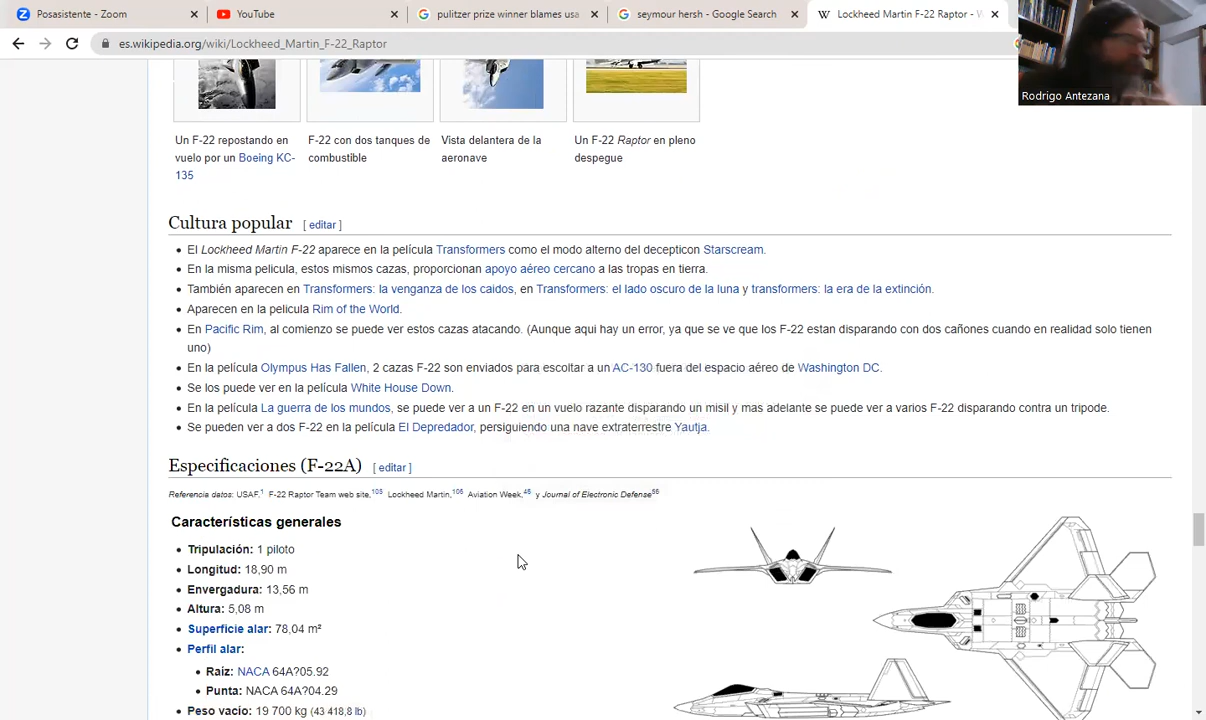 Posasistente - Zoom
YouTube
pulitzer prize winner blames usa
seymour hersh - Google Search
Lockheed Martin F-22 Raptor -
es.wikipedia.org/wiki/Lockheed_Martin_F-22_Raptor
Rodrigo Antezana
Un F-22 repostando en
vuelo por un Boeing KC-
135
F-22 con dos tanques de
combustible
Vista delantera de la
aeronave
Un F-22 Raptor en pleno
despegue
Cultura popular [ editar ]
El Lockheed Martin F-22 aparece en la película Transformers como el modo alterno del decepticon Starscream.
En la misma pelicula, estos mismos cazas, proporcionan apoyo aéreo cercano a las tropas en tierra.
También aparecen en Transformers: la venganza de los caidos, en Transformers: el lado oscuro de la luna y transformers: la era de la extinción.
Aparecen en la pelicula Rim of the World.
En Pacific Rim, al comienzo se puede ver estos cazas atacando. (Aunque aqui hay un error, ya que se ve que los F-22 estan disparando con dos cañones cuando en realidad solo tienen
uno)
En la película Olympus Has Fallen, 2 cazas F-22 son enviados para escoltar a un AC-130 fuera del espacio aéreo de Washington DC.
Se los puede ver en la película White House Down.
En la película La guerra de los mundos, se puede ver a un F-22 en un vuelo razante disparando un misil y mas adelante se puede ver a varios F-22 disparando contra un tripode.
Se pueden ver a dos F-22 en la película El Depredador, persiguiendo una nave extraterrestre Yautja.
Especificaciones (F-22A) [ editar ]
Referencia datos: USAF,1 F-22 Raptor Team web site,105 Lockheed Martin,106 Aviation Week,46 y Journal of Electronic Defense56
Características generales
Tripulación: 1 piloto
Longitud: 18,90 m
Envergadura: 13,56 m
Altura: 5,08 m
Superficie alar: 78,04 m²
Perfil alar:
Raíz: NACA 64A?05.92
Punta: NACA 64A?04.29
Peso vacío: 19 700 kg (43 418,8 lb)